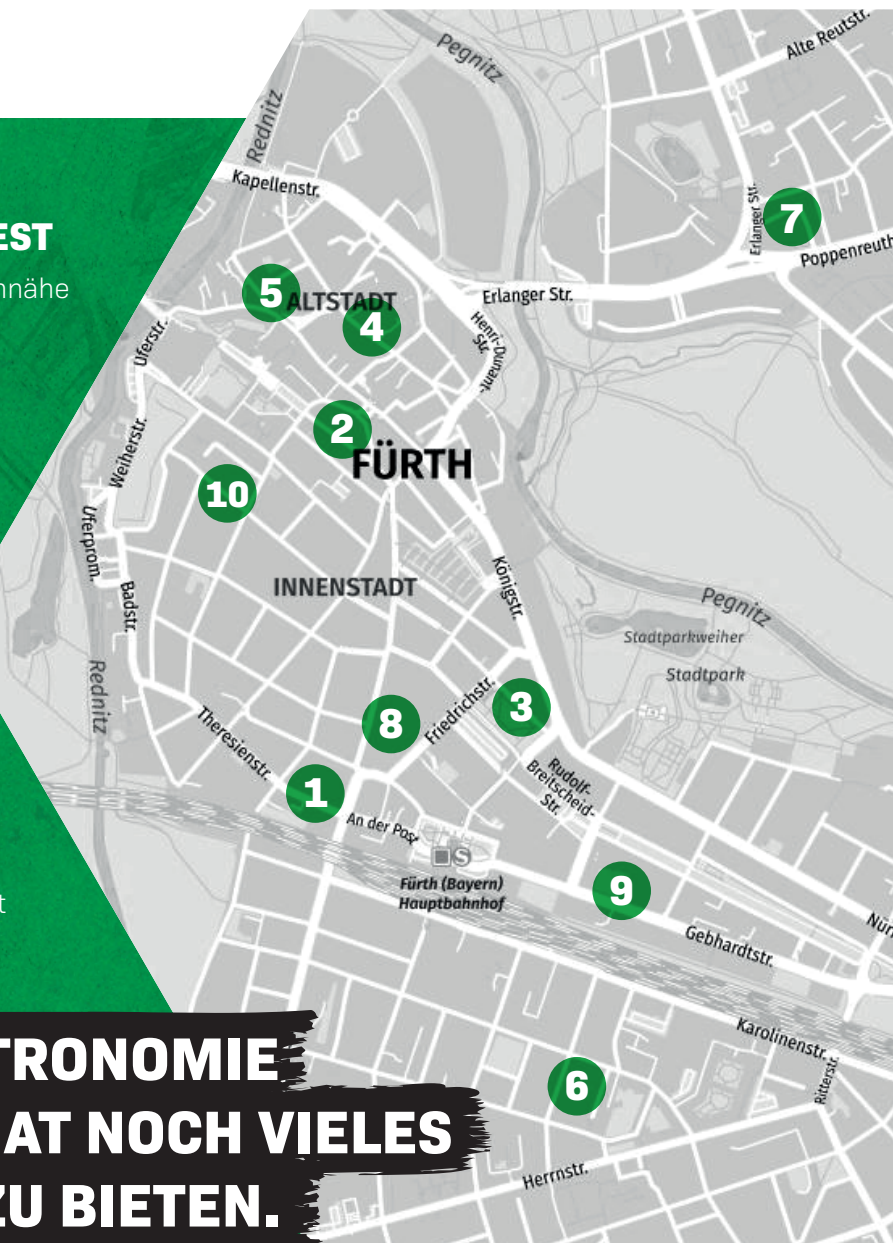 Pegnitz
Alte Reutstr.
Rednitz
Kapellenstr.
EST
nnähe
Erlanger Str.
7
Poppenreuth
5
ALTSTADT
4
Erlanger Str.
Henri-Dunant-
Str.
Uferstr.
2
FÜRTH
Weiherstr.
10
Uferprom.
Badstr.
INNENSTADT
Königstr.
Pegnitz
Stadtparkweiher
Stadtpark
Rednitz
Theresienstr.
8
Friedrichstr.
3
Rudolf-
Breitscheid-
Str.
1
An der Post
S
Fürth (Bayern)
Hauptbahnhof
9
t
Gebhardtstr.
Nür
Karolinenstr.
Ritterstr.
6
Herrnstr.
TRONOMIE
AT NOCH VIELES
ZU BIETEN.